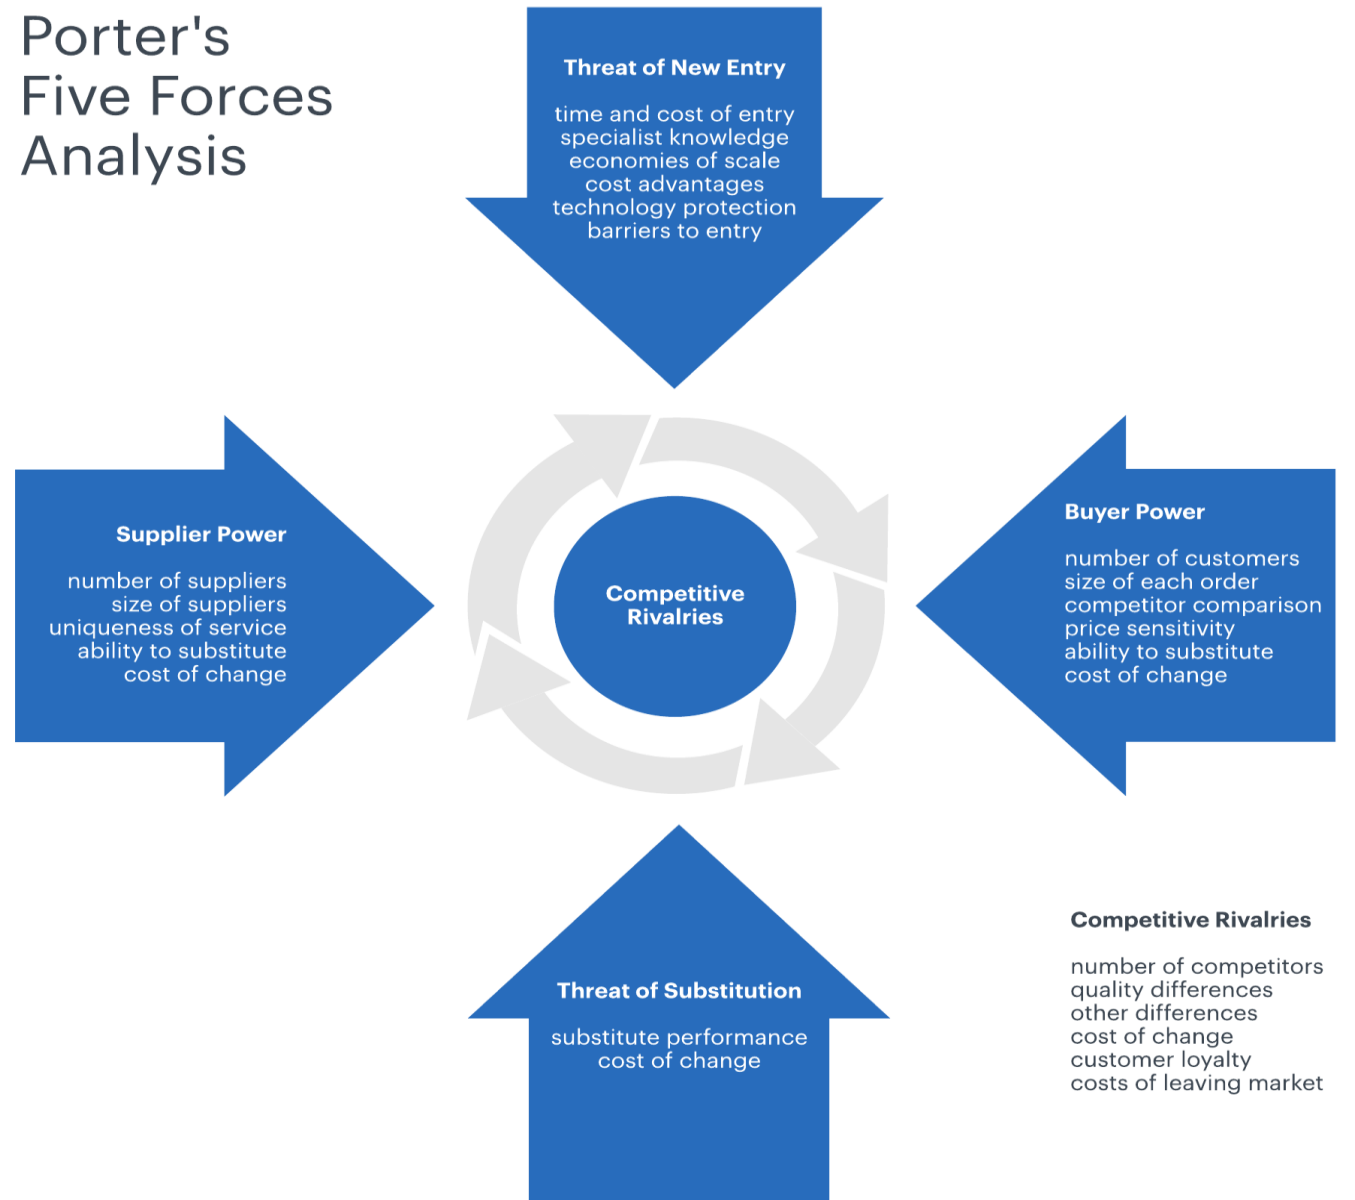 Porter's
Five Forces
Analysis
Threat of New Entry
time and cost of entry
specialist knowledge
economies of scale
cost advantages
technology protection
barriers to entry
Supplier Power
number of suppliers
size of suppliers
uniqueness of service
ability to substitute
cost of change
Competitive
Rivalries
Buyer Power
number of customers
size of each order
competitor comparison
price sensitivity
ability to substitute
cost of change
Threat of Substitution
substitute performance
cost of change
Competitive Rivalries
number of competitors
quality differences
other differences
cost of change
customer loyalty
costs of leaving market